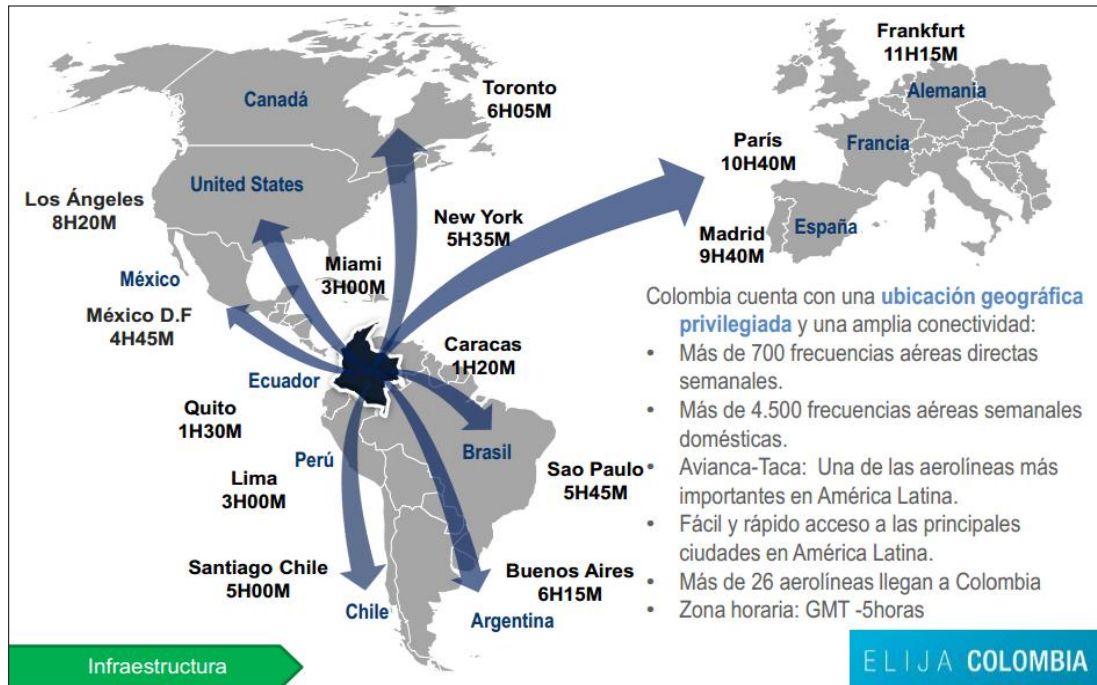 Frankfurt
11H15M
Alemania
Toronto
6H05M
Canadá
París
10H40M
Francia
United States
Los Ángeles
8H20M
New York
5H35M
Madrid
9H40M
España
Miami
3H00M
México
México D.F
4H45M
Caracas
1H20M
Ecuador
Quito
1H30M
Perú
Brasil
Lima
3H00M
Sao Paulo
5H45M
Santiago Chile
5H00M
Buenos Aires
6H15M
Chile
Argentina
Colombia cuenta con una ubicación geográfica
privilegiada y una amplia conectividad:
• Más de 700 frecuencias aéreas directas
semanales.
• Más de 4.500 frecuencias aéreas semanales
domésticas.
• Avianca-Taca: Una de las aerolíneas más
importantes en América Latina.
• Fácil y rápido acceso a las principales
ciudades en América Latina.
• Más de 26 aerolíneas llegan a Colombia
• Zona horaria: GMT -5horas
Infraestructura
ELIJA COLOMBIA